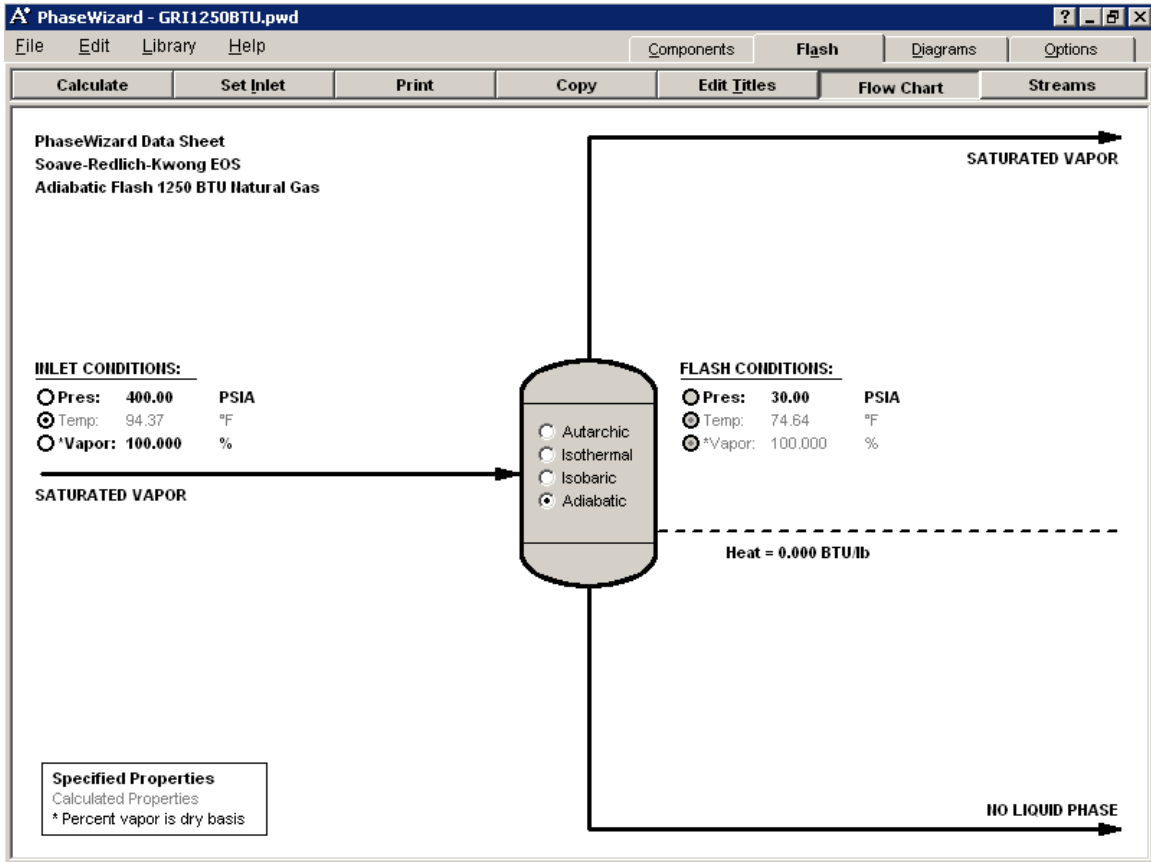 PhaseWizard - GRI1250BTU.pwd
File Edit Library Help
Components Flash Diagrams Options
Calculate Set Inlet Print Copy Edit Titles Flow Chart Streams
PhaseWizard Data Sheet
Soave-Redlich-Kwong EOS
Adiabatic Flash 1250 BTU Natural Gas
SATURATED VAPOR
INLET CONDITIONS:
Pres: 400.00 PSIA
Temp: 94.37 °F
*Vapor: 100.000 %
SATURATED VAPOR
Autarchic
Isothermal
Isobaric
Adiabatic
FLASH CONDITIONS:
Pres: 30.00 PSIA
Temp: 74.64 °F
*Vapor: 100.000 %
Heat = 0.000 BTU/lb
Specified Properties
Calculated Properties
* Percent vapor is dry basis
NO LIQUID PHASE